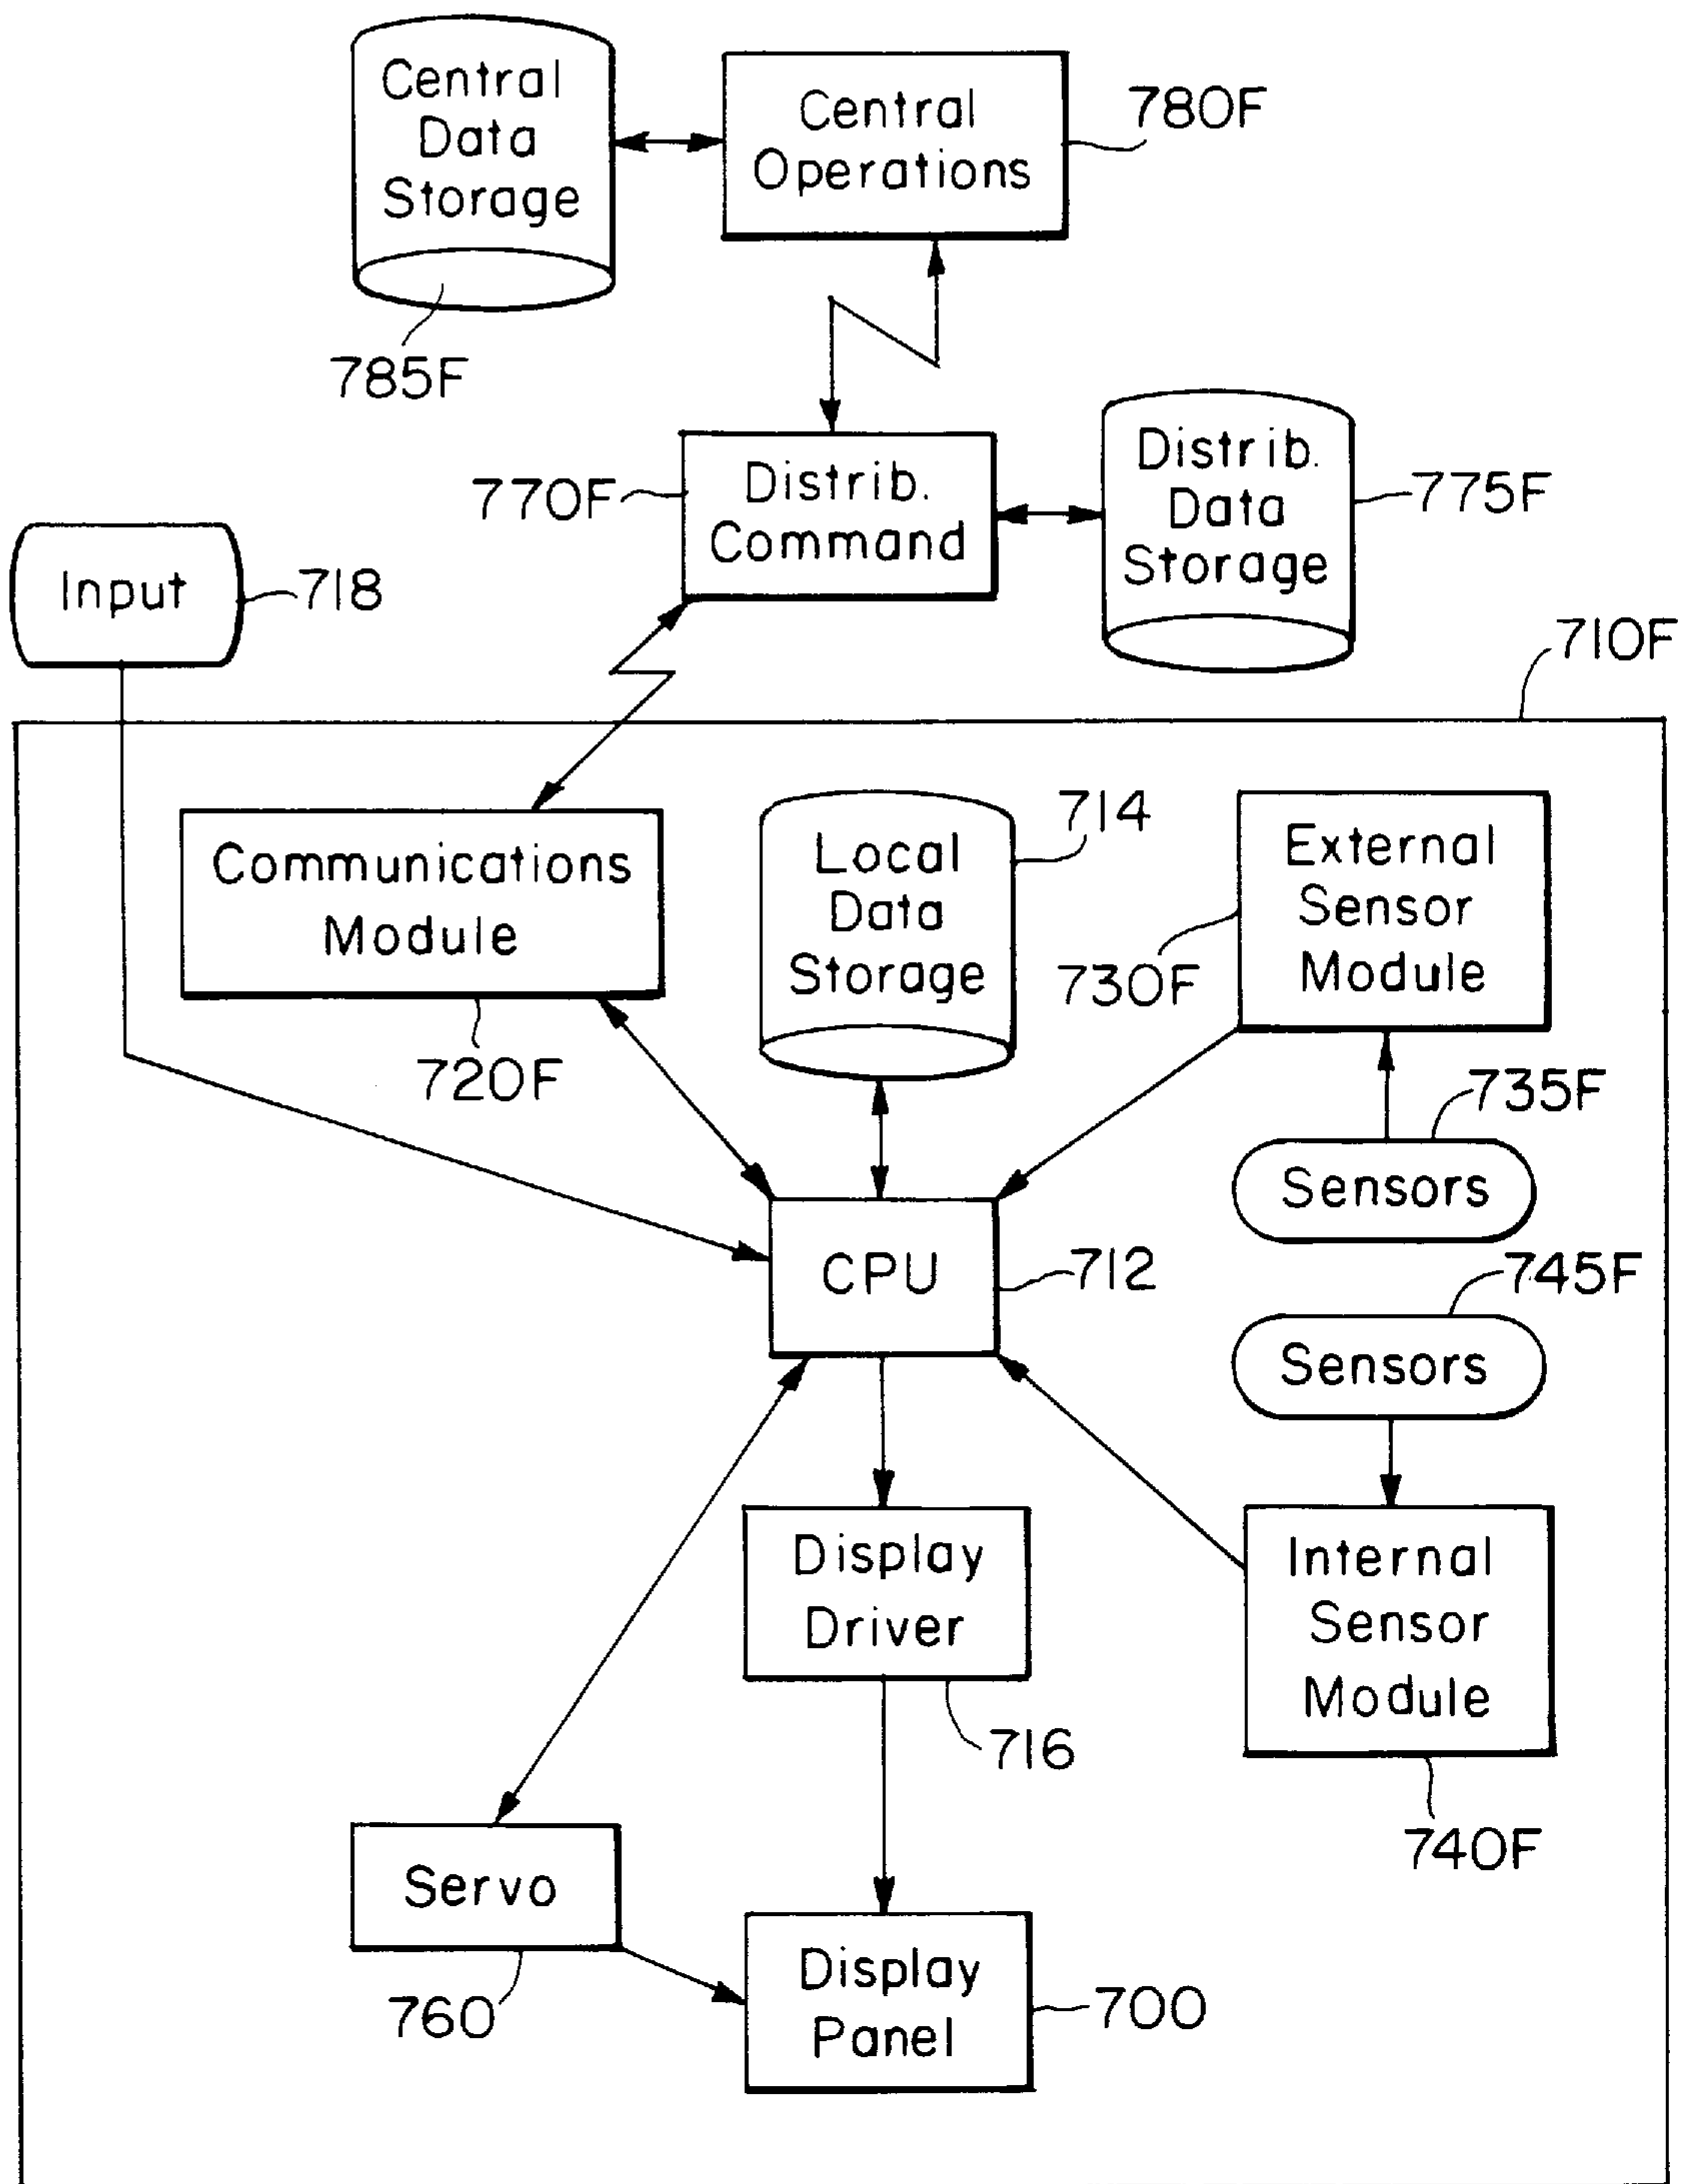 Central
Data
Storage
Central
Operations
780F
785F
Distrib.
Command
770F
Distrib.
Data
Storage
775F
Input
718
710F
Communications
Module
720F
Local
Data
Storage
714
External
Sensor
Module
730F
735F
Sensors
CPU
712
745F
Sensors
Display
Driver
716
Internal
Sensor
Module
740F
Servo
760
Display
Panel
700